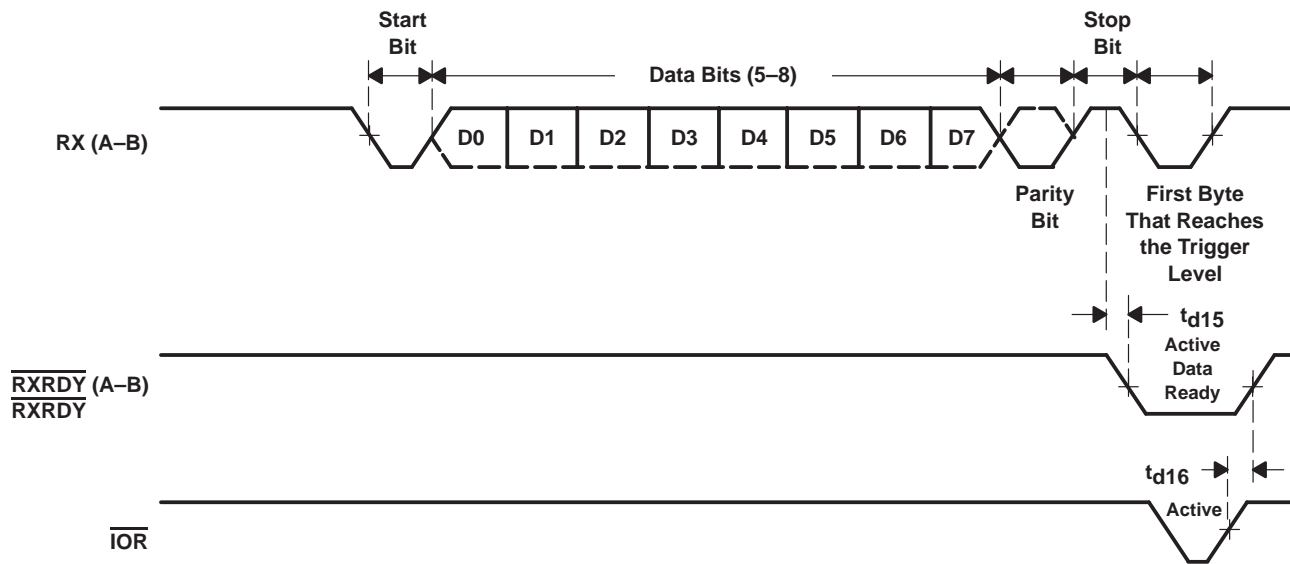 Start
Bit
Data Bits (5–8)
Stop
Bit
RX (A–B)
D0
D1
D2
D3
D4
D5
D6
D7
Parity
Bit
First Byte
That Reaches
the Trigger
Level
td15
RXRDY (A–B)
RXRDY
Active
Data
Ready
td16
IOR
Active